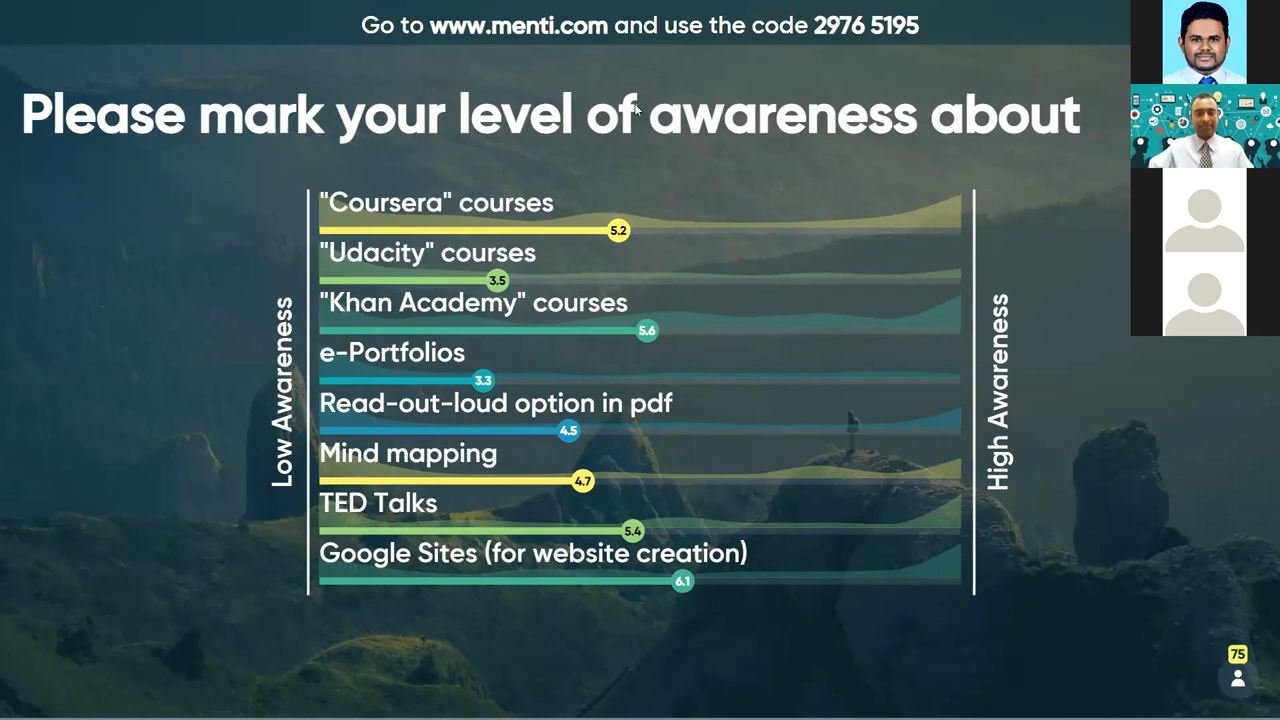 Go to www.menti.com and use the code 2976 5195
Please mark your level of awareness about
"Coursera" courses
5.2
"Udacity" courses
3.5
"Khan Academy" courses
5.6
e-Portfolios
3.3
Read-out-loud option in pdf
4.5
Mind mapping
4.7
TED Talks
5.4
Google Sites (for website creation)
6.1
Low Awareness
High Awareness
75